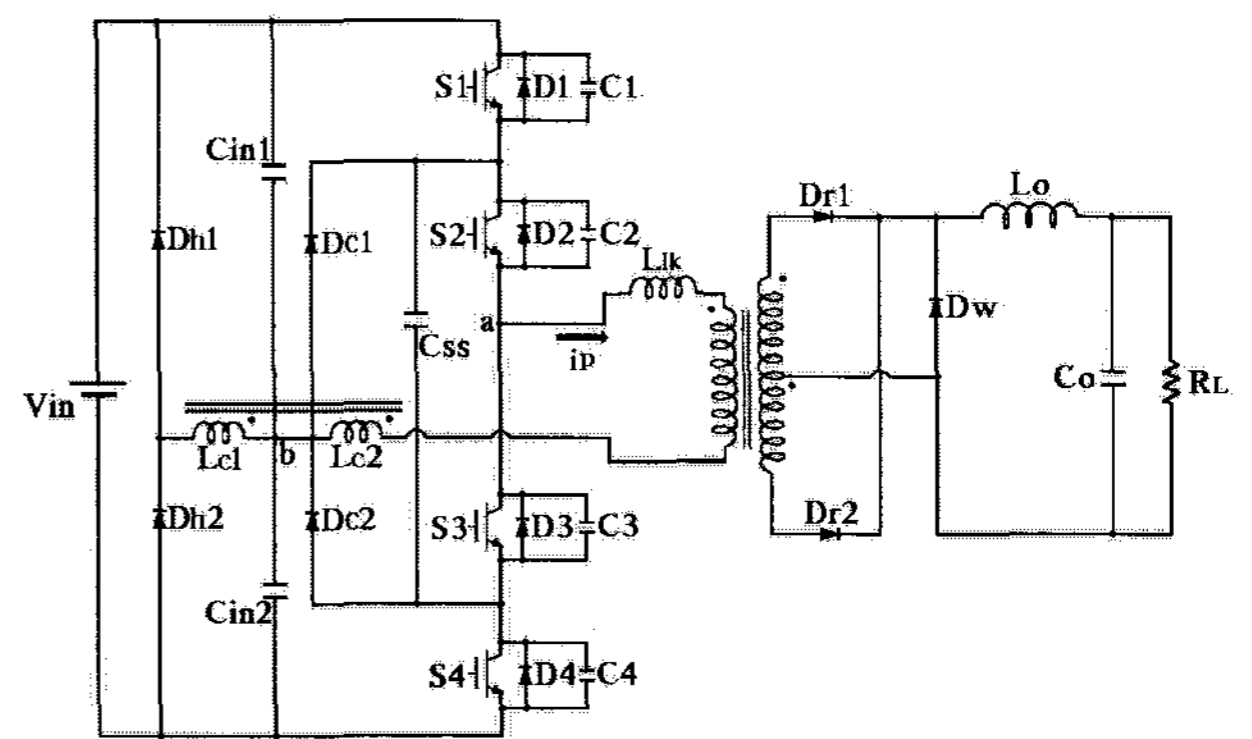 S1
D1
C1
Cin1
Dh1
Dc1
S2
D2
C2
Llk
Dr1
Lo
a
ip
Css
Dw
Co
RL
Vin
Lc1
b
Lc2
Dh2
Dc2
S3
D3
C3
Dr2
Cin2
S4
D4
C4